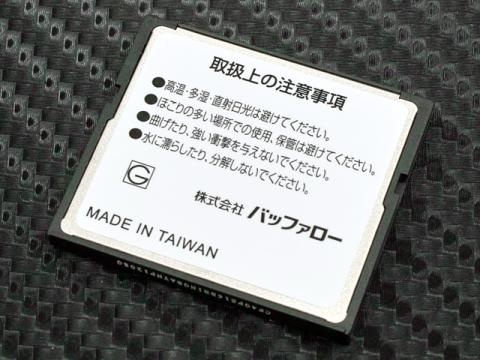 取扱上の注意事項
●高温・多湿・直射日光は避けてください。
●ほこりの多い場所での使用、保管は避けてください。
●曲げたり、強い衝撃を与えないでください。
●水に濡らしたり、分解しないでください。
G
株式会社 バッファロー
MADE IN TAIWAN